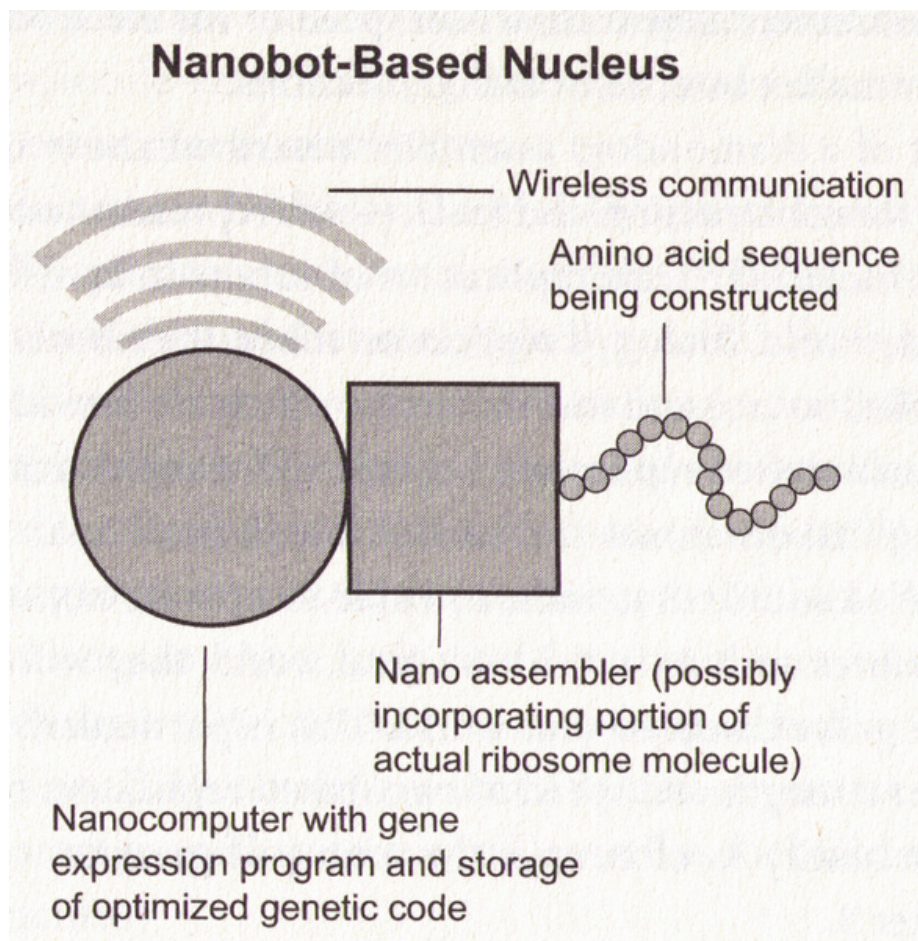 Nanobot-Based Nucleus
Wireless communication
Amino acid sequence
being constructed
Nano assembler (possibly
incorporating portion of
actual ribosome molecule)
Nanocomputer with gene
expression program and storage
of optimized genetic code